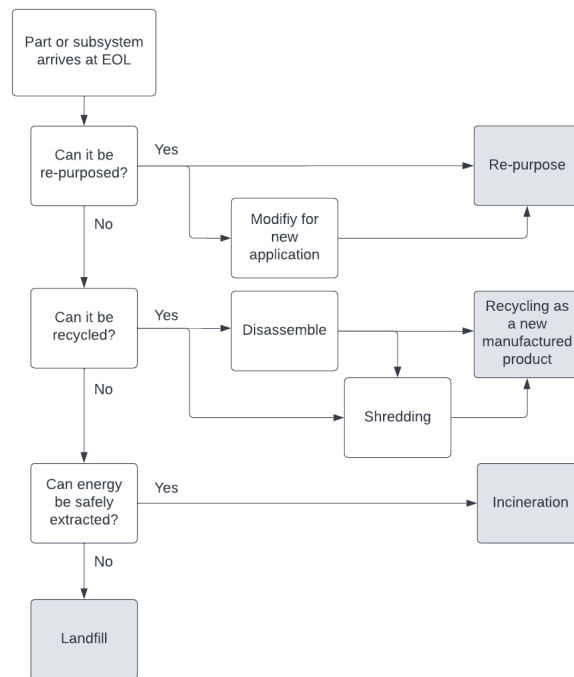 Part or subsystem
arrives at EOL
Can it be
re-purposed?
Yes
Re-purpose
No
Modifiy for
new
application
Can it be
recycled?
Yes
Disassemble
Recycling as
a new
manufactured
product
No
Shredding
Can energy
be safely
extracted?
Yes
Incineration
No
Landfill